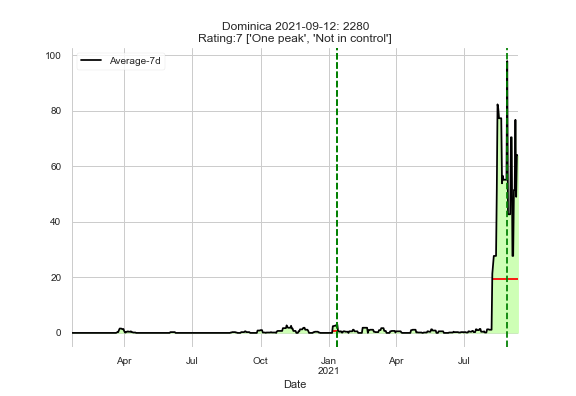 Dominica 2021-09-12: 2280
Rating:7 ['One peak', 'Not in control']
Average-7d
100
80
60
40
20
0
Apr
Jul
Oct
Jan
2021
Apr
Jul
Date